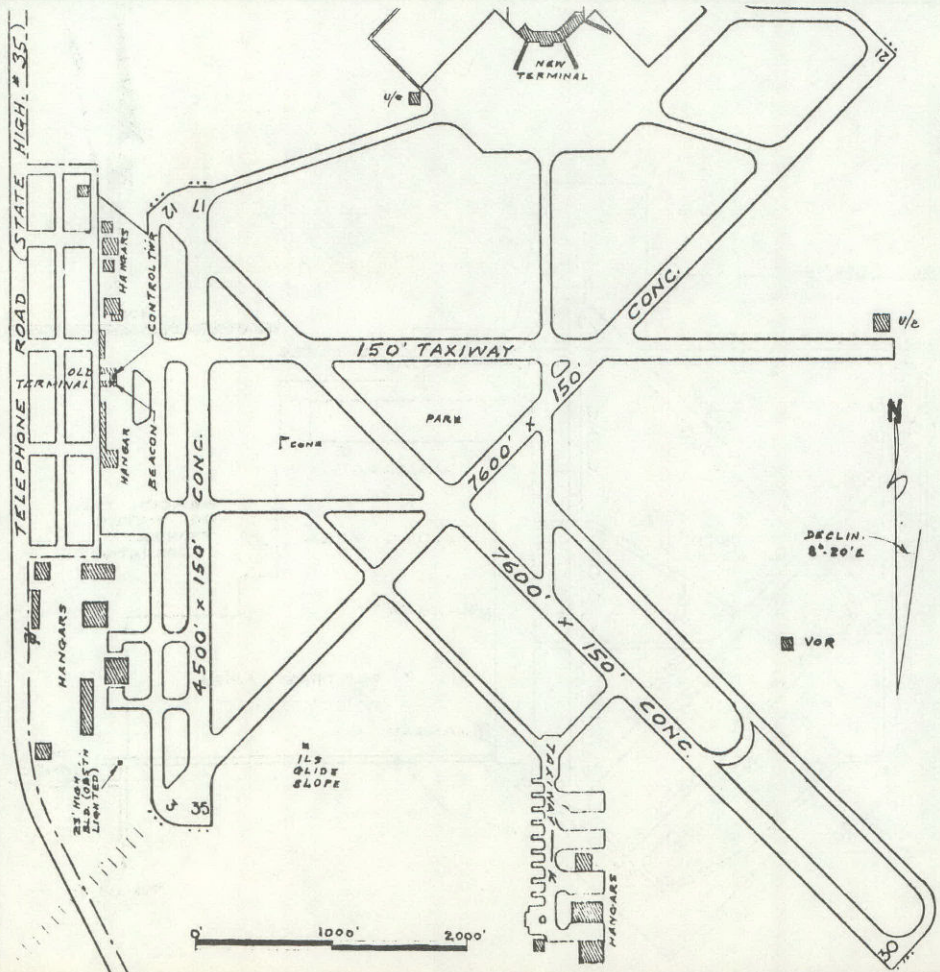 TELEPHONE ROAD (STATE HIGH. # 35)
NEW
TERMINAL
u/e
21
12
17
HANGARS
CONTROL TWR
CONC.
u/e
150' TAXIWAY
OLD
TERMINAL
150'
PARK
N
CONE
HANGAR
BEACON
CONC.
7600' x
DECLIN.
8°-20'E
7600' x 150' CONC.
4500' x 150'
VOR
HANGARS
ILS
GLIDE
SLOPE
TAXIWAY K
23' HIGH
BLD. (OBST'N
LIGHTED)
3
35
HANGARS
30
0 1000' 2000'